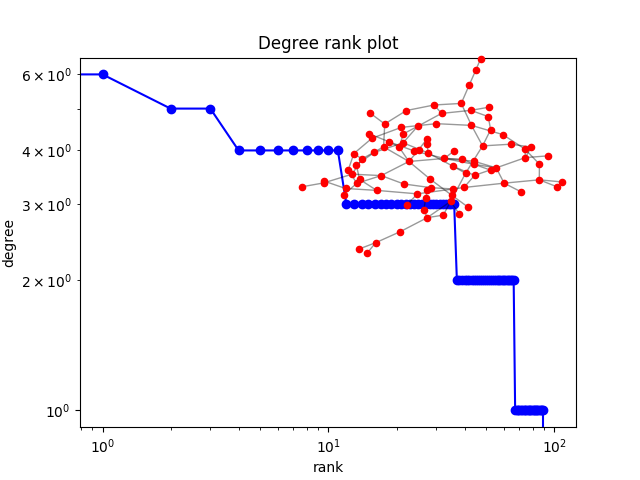 Degree rank plot
degree
6 × 10⁰
4 × 10⁰
3 × 10⁰
2 × 10⁰
10⁰
10⁰ 10¹ 10²
rank